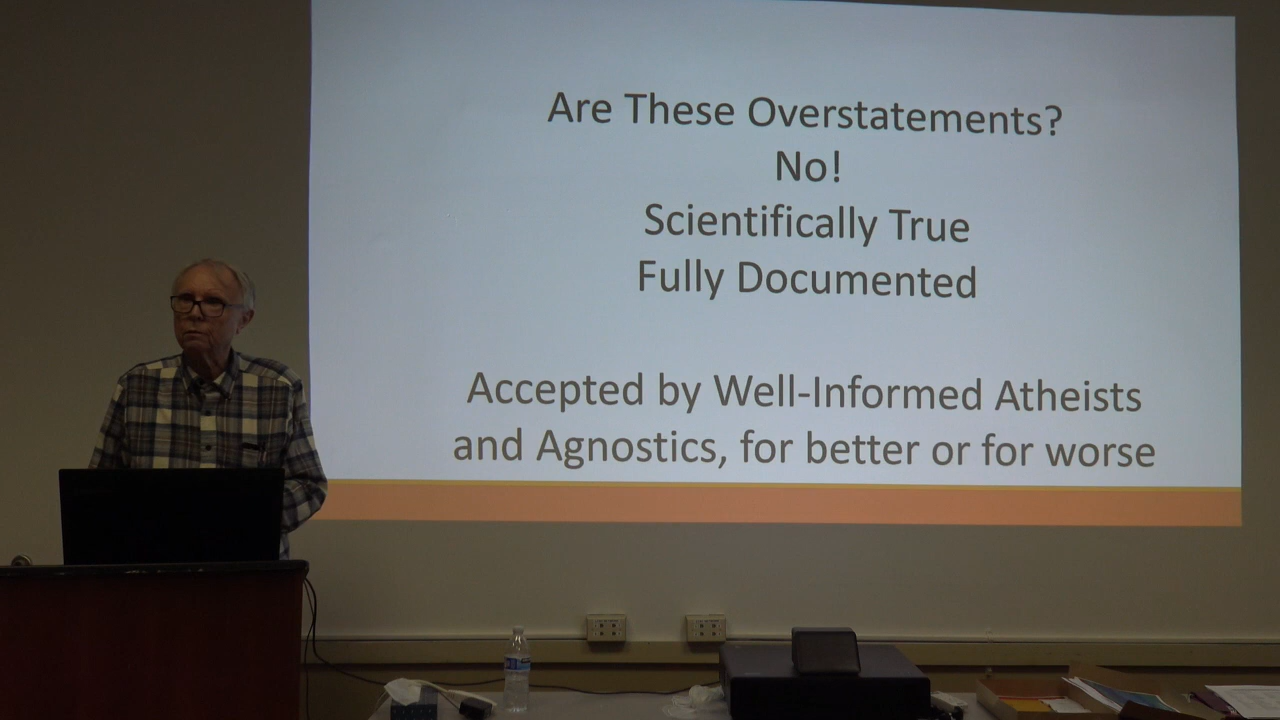 Are These Overstatements?
No!
Scientifically True
Fully Documented
Accepted by Well-Informed Atheists
and Agnostics, for better or for worse